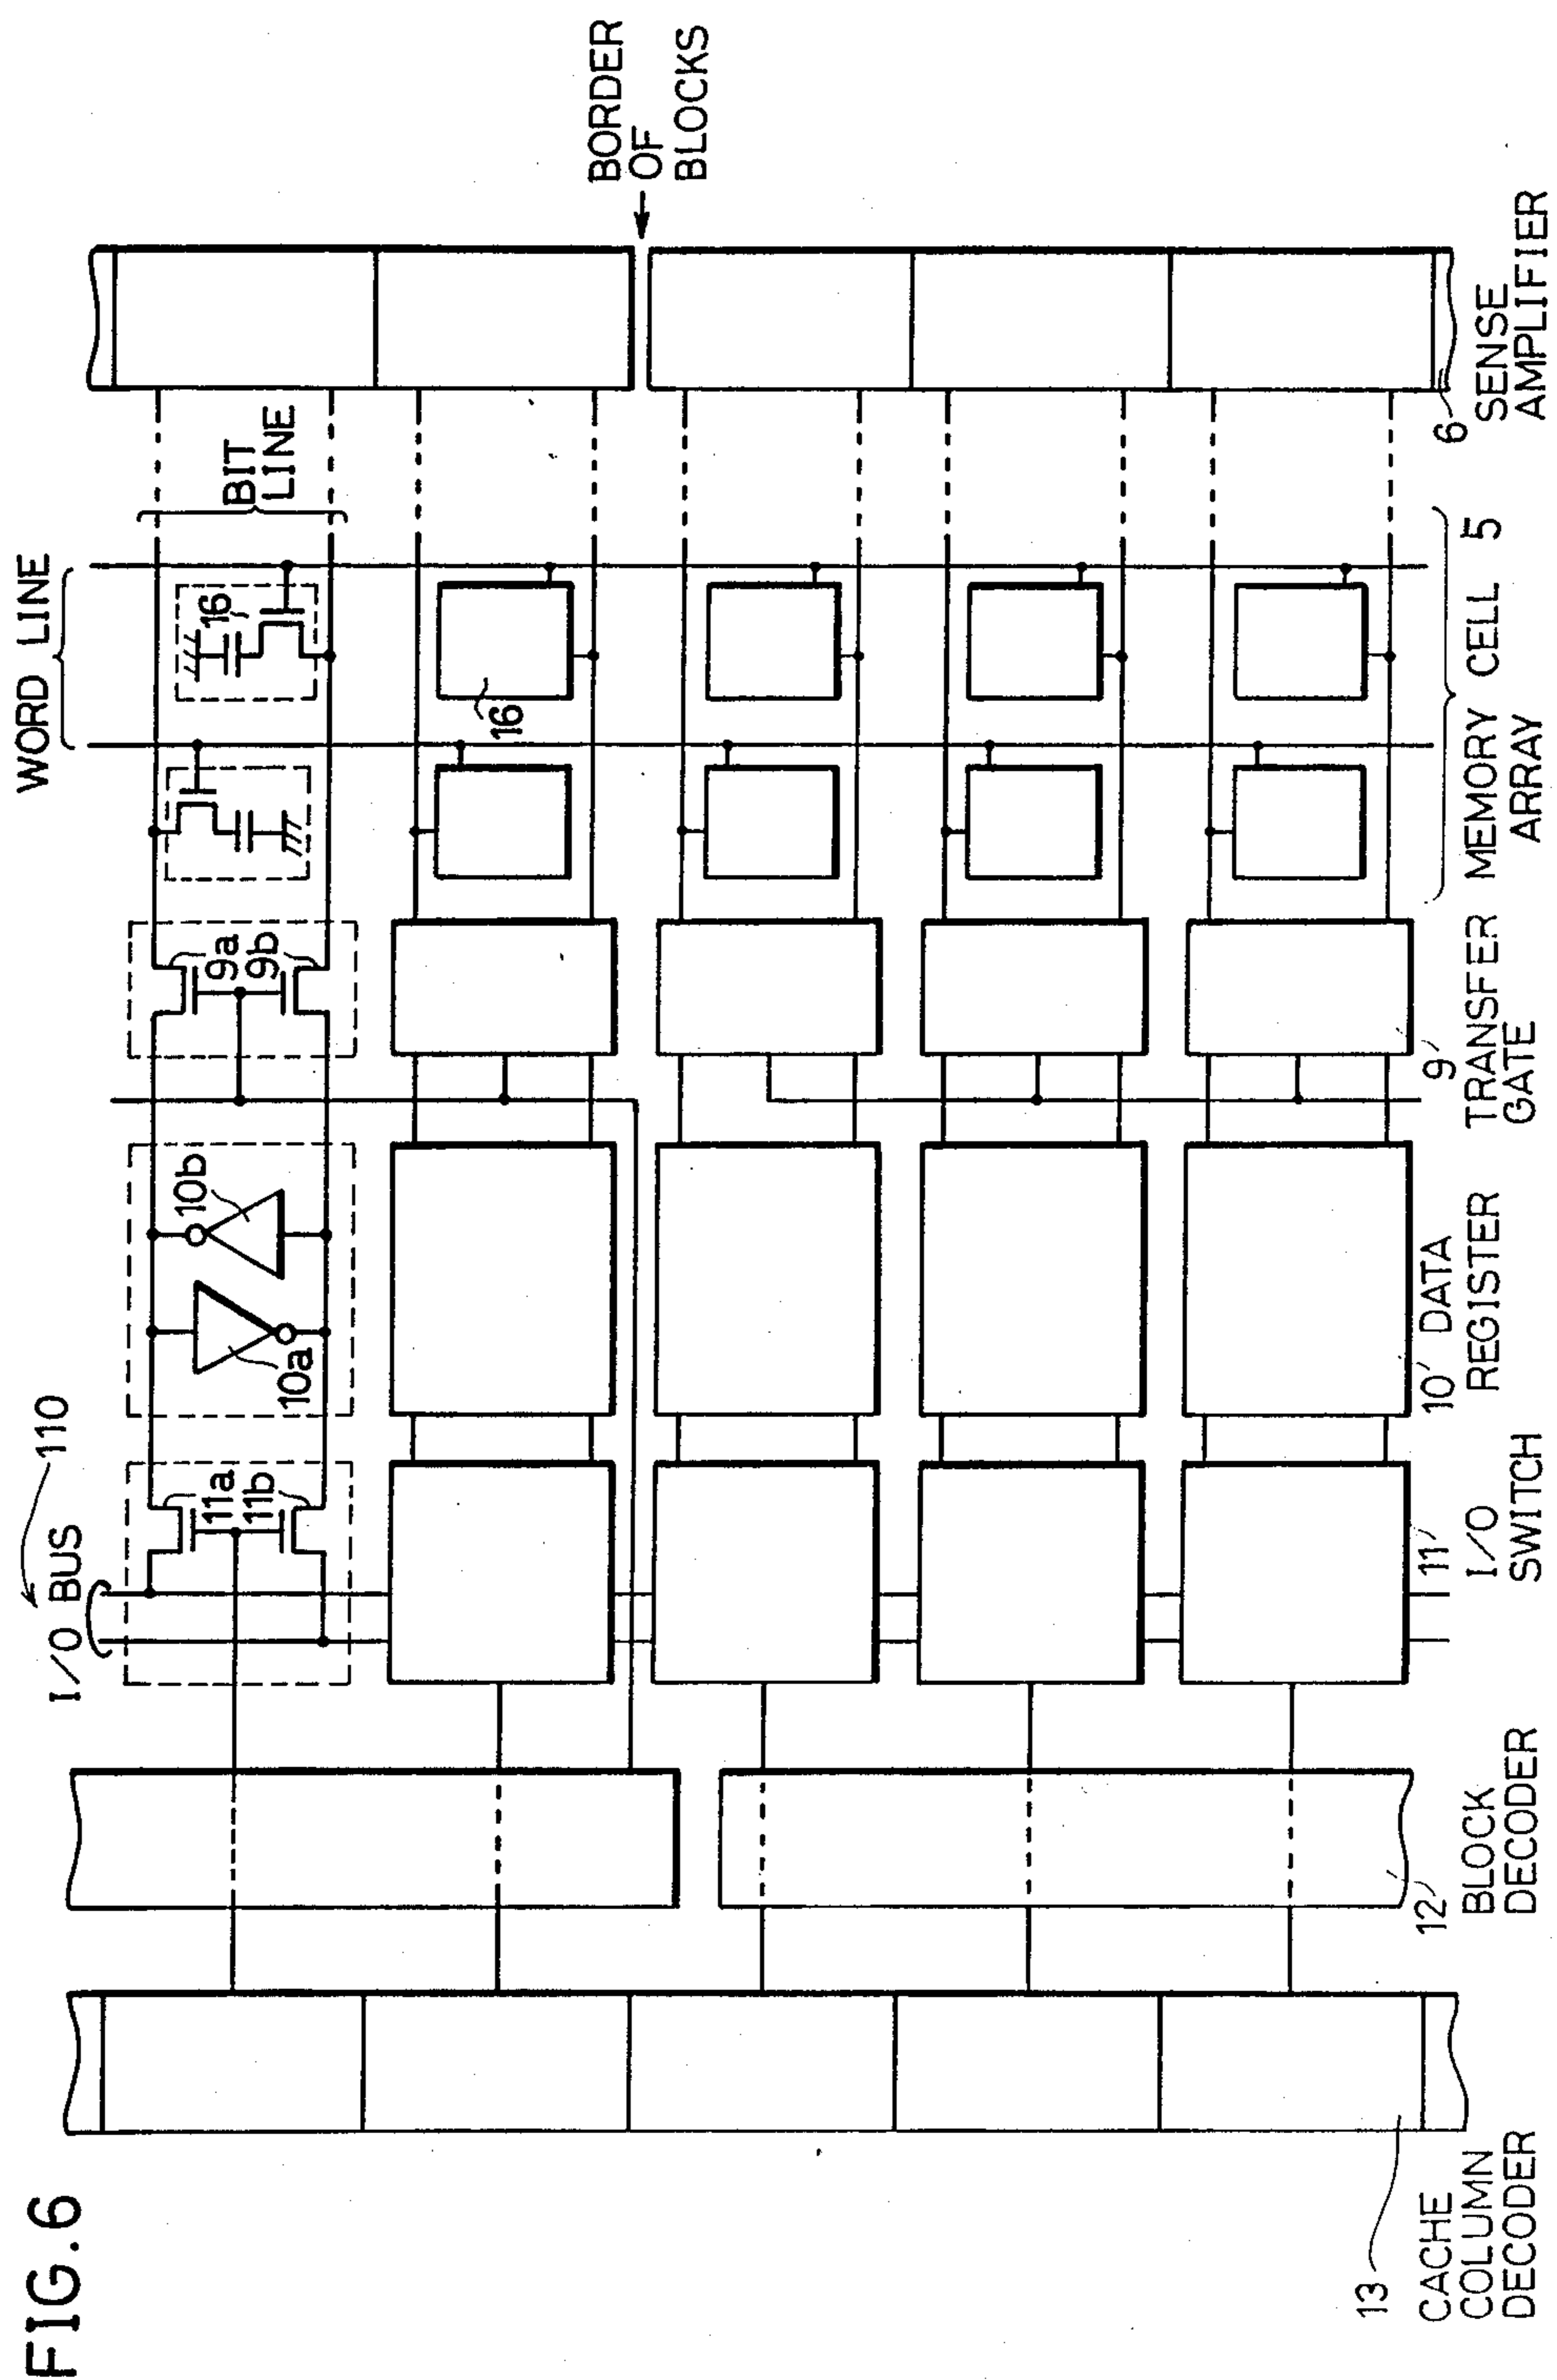 FIG.6
WORD LINE
BIT
LINE
BORDER
OF
BLOCKS
I/O BUS
110
11a
11b
10a
10b
9a
9b
16
16
13
CACHE
COLUMN
DECODER
12
BLOCK
DECODER
11
I/O
SWITCH
10
DATA
REGISTER
9
TRANSFER
GATE
MEMORY CELL 5
ARRAY
6
SENSE
AMPLIFIER